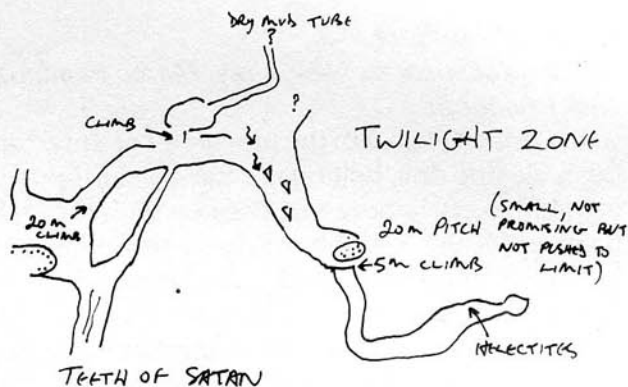 DRY MUD TUBE
?
?
CLIMB
TWILIGHT ZONE
20m
CLIMB
20m PITCH
(SMALL, NOT
PROMISING BUT
NOT PUSHED TO
LIMIT)
←5m CLIMB
HELECTITES
TEETH OF SATAN